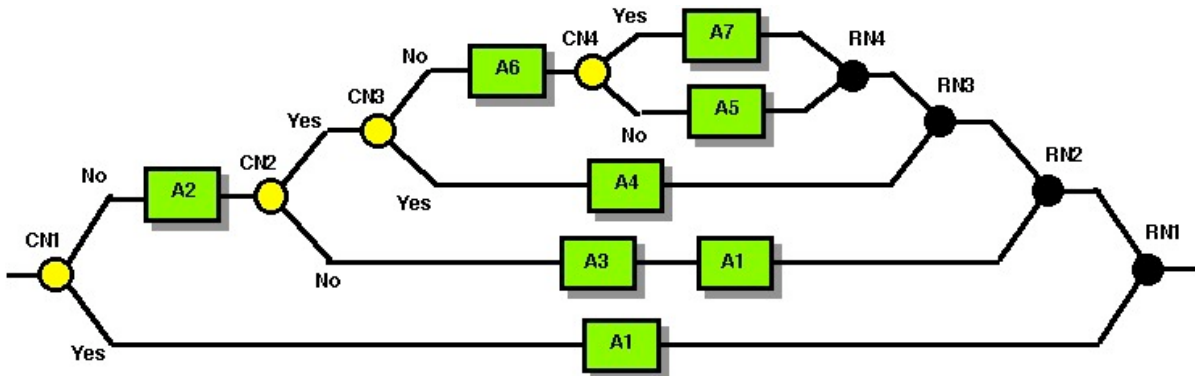 Yes
A7
CN4
RN4
No
A6
RN3
CN3
A5
No
Yes
CN2
RN2
No
A2
Yes
A4
CN1
RN1
No
A3
A1
Yes
A1